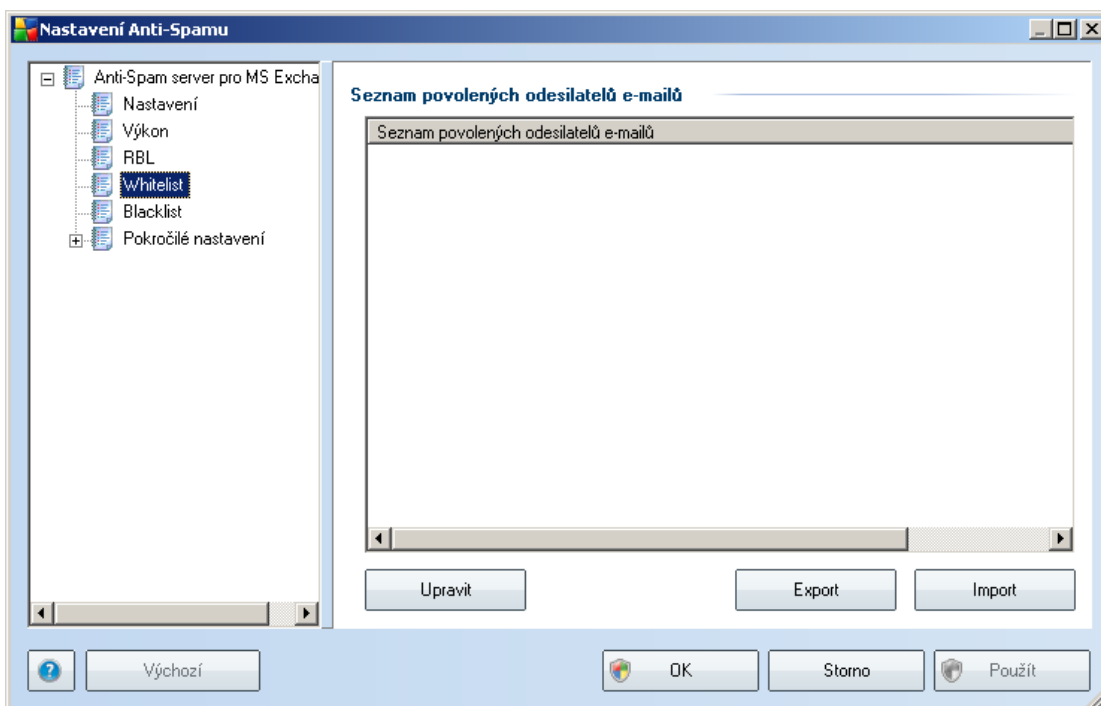 Nastavení Anti-Spamu
Anti-Spam server pro MS Excha
Nastavení
Výkon
RBL
Whitelist
Blacklist
Pokročilé nastavení
Seznam povolených odesilatelů e-mailů
Seznam povolených odesilatelů e-mailů
Upravit
Export
Import
Výchozí
OK
Storno
Použít